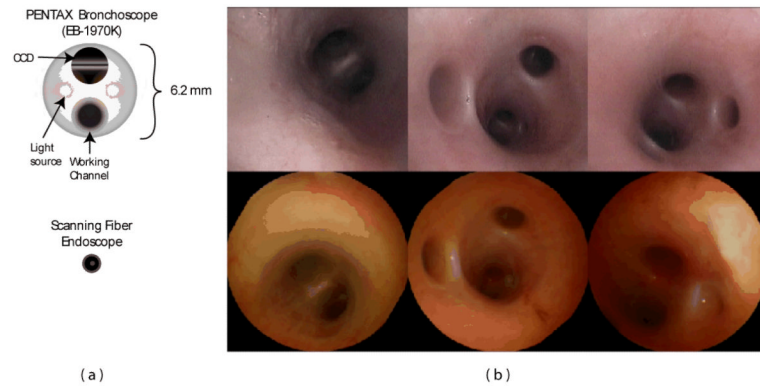 PENTAX Bronchoscope
(EB-1970K)
CCD
6.2 mm
Light
source
Working
Channel
Scanning Fiber
Endoscope
(a)
(b)